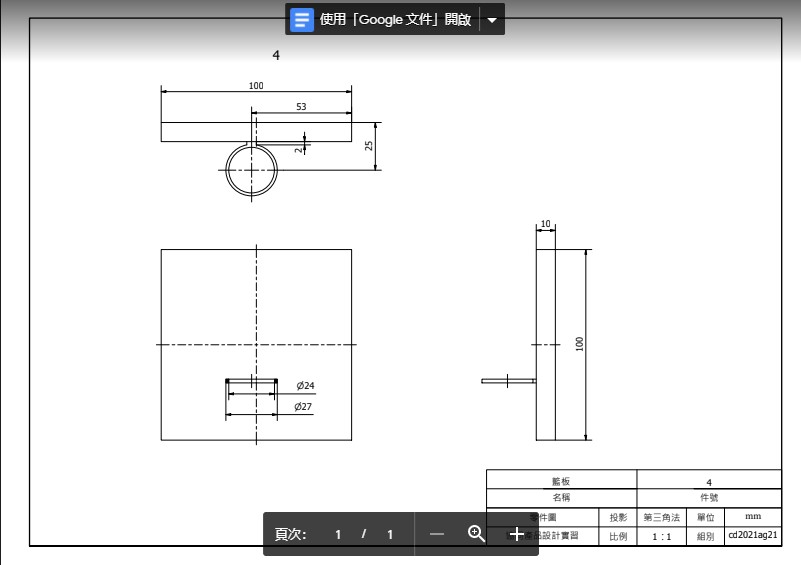 使用「Google 文件」開啟
4
100
53
2
25
10
100
Ø24
Ø27
籃板 4
名稱 件號
件圖 投影 第三角法 單位 mm
產品設計實習 比例 1：1 組別 cd2021ag21
頁次： 1 / 1